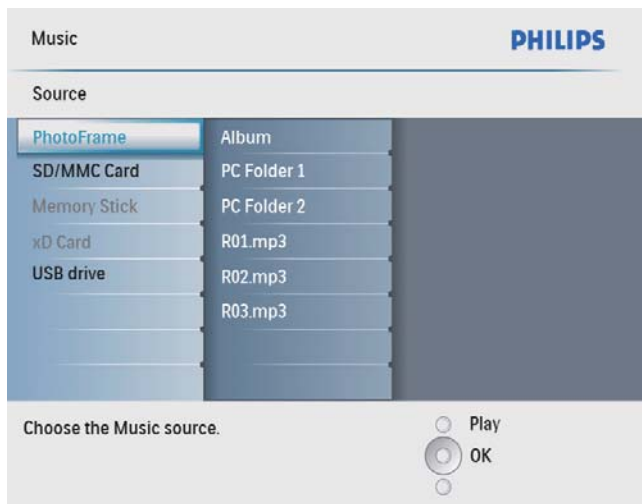 Music
PHILIPS
Source
PhotoFrame
SD/MMC Card
Memory Stick
xD Card
USB drive
Album
PC Folder 1
PC Folder 2
R01.mp3
R02.mp3
R03.mp3
Choose the Music source.
Play
OK